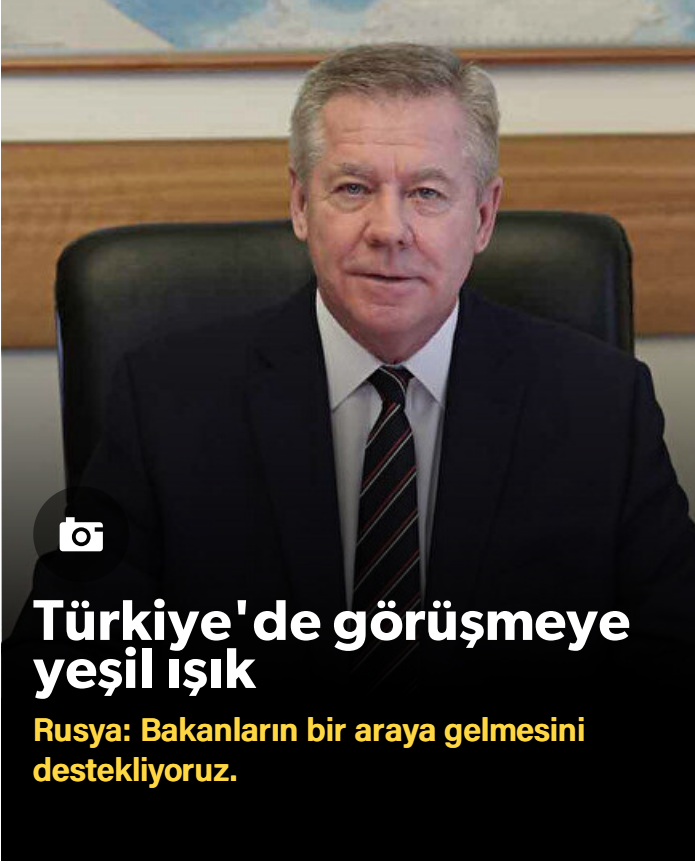 Türkiye'de görüşmeye
yeşil ışık
Rusya: Bakanların bir araya gelmesini
destekliyoruz.